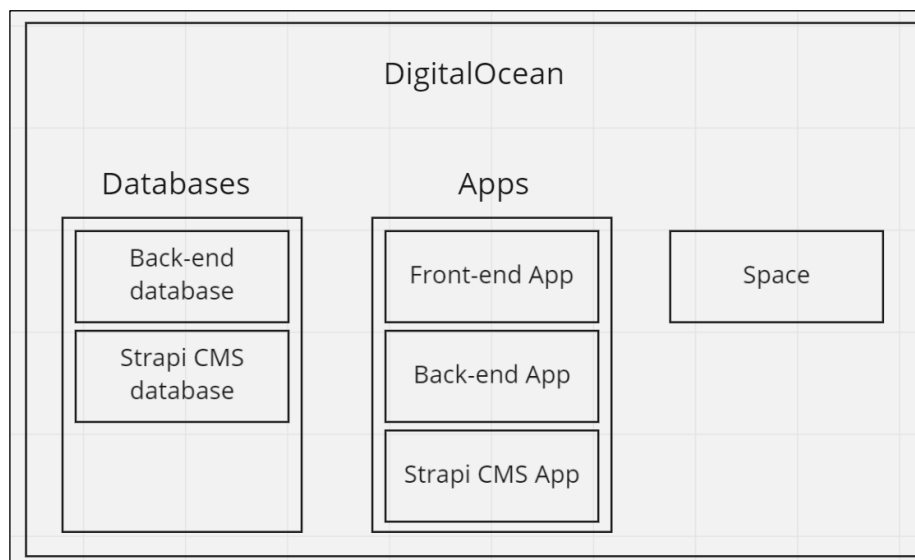 DigitalOcean
Databases
Back-end
database
Strapi CMS
database
Apps
Front-end App
Back-end App
Strapi CMS App
Space